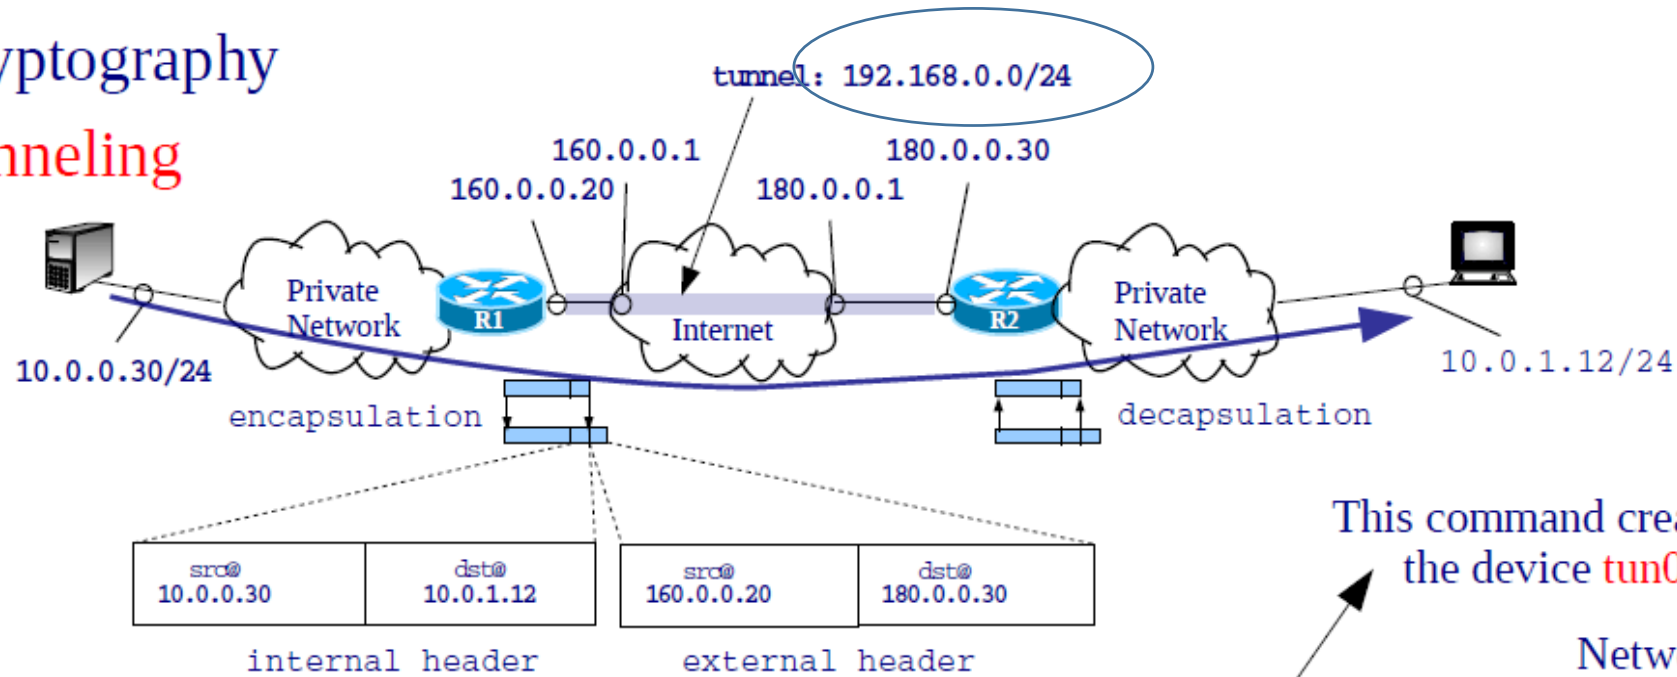 yptography
tunnel: 192.168.0.0/24
nneling
160.0.0.1
180.0.0.30
160.0.0.20
180.0.0.1
Private
Network
R1
Internet
R2
Private
Network
10.0.0.30/24
10.0.1.12/24
encapsulation
decapsulation
src@
10.0.0.30
dst@
10.0.1.12
src@
160.0.0.20
dst@
180.0.0.30
internal header
external header
This command crea
the device tun0
Netw